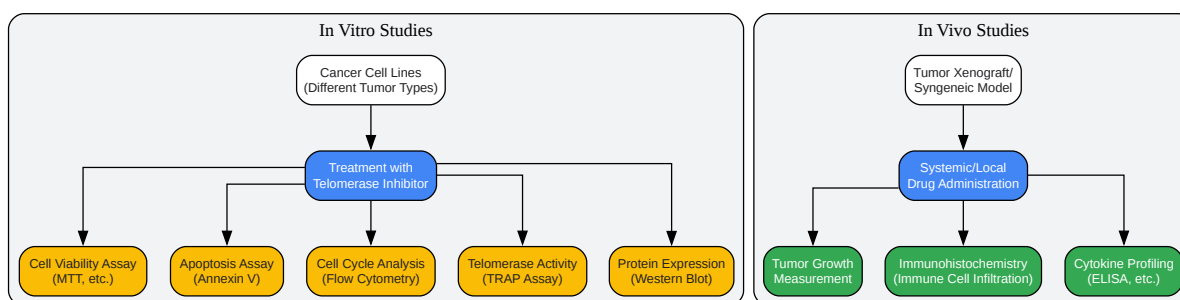 In Vitro Studies
Cancer Cell Lines
(Different Tumor Types)
Treatment with
Telomerase Inhibitor
Cell Viability Assay
(MTT, etc.)
Apoptosis Assay
(Annexin V)
Cell Cycle Analysis
(Flow Cytometry)
Telomerase Activity
(TRAP Assay)
Protein Expression
(Western Blot)
In Vivo Studies
Tumor Xenograft/
Syngeneic Model
Systemic/Local
Drug Administration
Tumor Growth
Measurement
Immunohistochemistry
(Immune Cell Infiltration)
Cytokine Profiling
(ELISA, etc.)